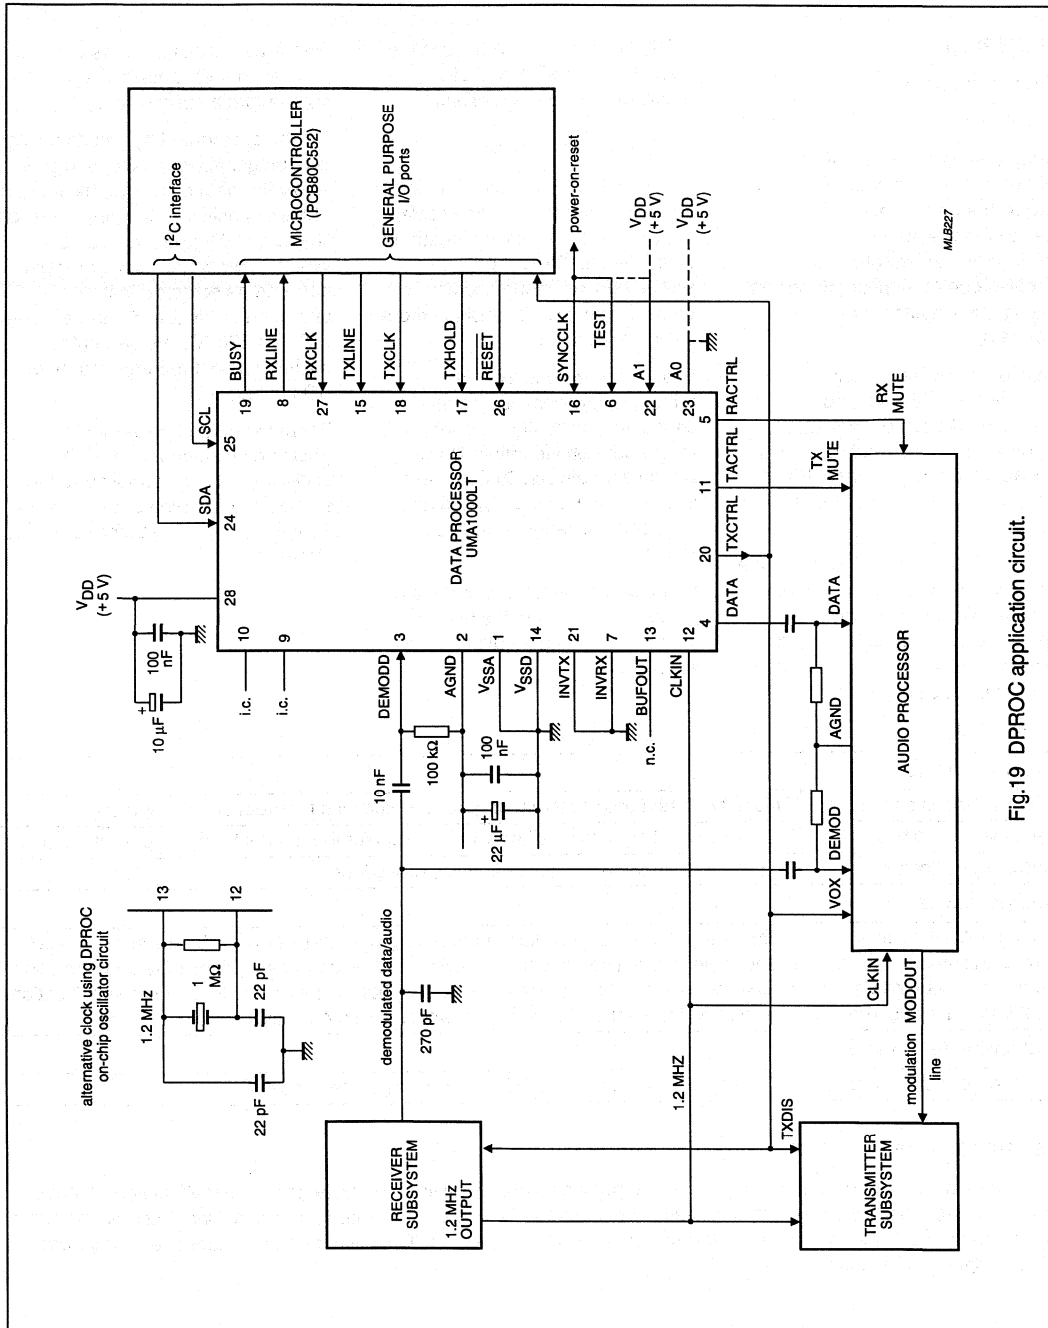 alternative clock using DPROC
on-chip oscillator circuit
1.2 MHz
13
12
1
MΩ
22 pF
22 pF
VDD
(+ 5 V)
100
nF
10 μF
+
i.c.
i.c.
10
9
28
24
25
SDA
SCL
I²C interface
MICROCONTROLLER
(PCB80C552)
GENERAL PURPOSE
I/O ports
BUSY
RXLINE
RXCLK
TXLINE
TXCLK
TXHOLD
RESET
SYNCCLK
TEST
A1
A0
19
8
27
15
18
17
26
16
6
22
23
power-on-reset
VDD
(+ 5 V)
VDD
(+ 5 V)
DATA PROCESSOR
UMA1000LT
DEMODD
AGND
VSSA
VSSD
INVTX
INVRX
BUFOUT
CLKIN
3
2
1
14
21
7
13
12
10 nF
100 kΩ
100
nF
22 μF
+
n.c.
4
20
11
5
DATA
TXCTRL
TACTRL
RACTRL
TX
MUTE
RX
MUTE
demodulated data/audio
270 pF
RECEIVER
SUBSYSTEM
1.2 MHz
OUTPUT
1.2 MHZ
TXDIS
TRANSMITTER
SUBSYSTEM
modulation MODOUT
line
CLKIN
VOX
DEMOD
AGND
DATA
AUDIO PROCESSOR
MLB227
Fig.19 DPROC application circuit.